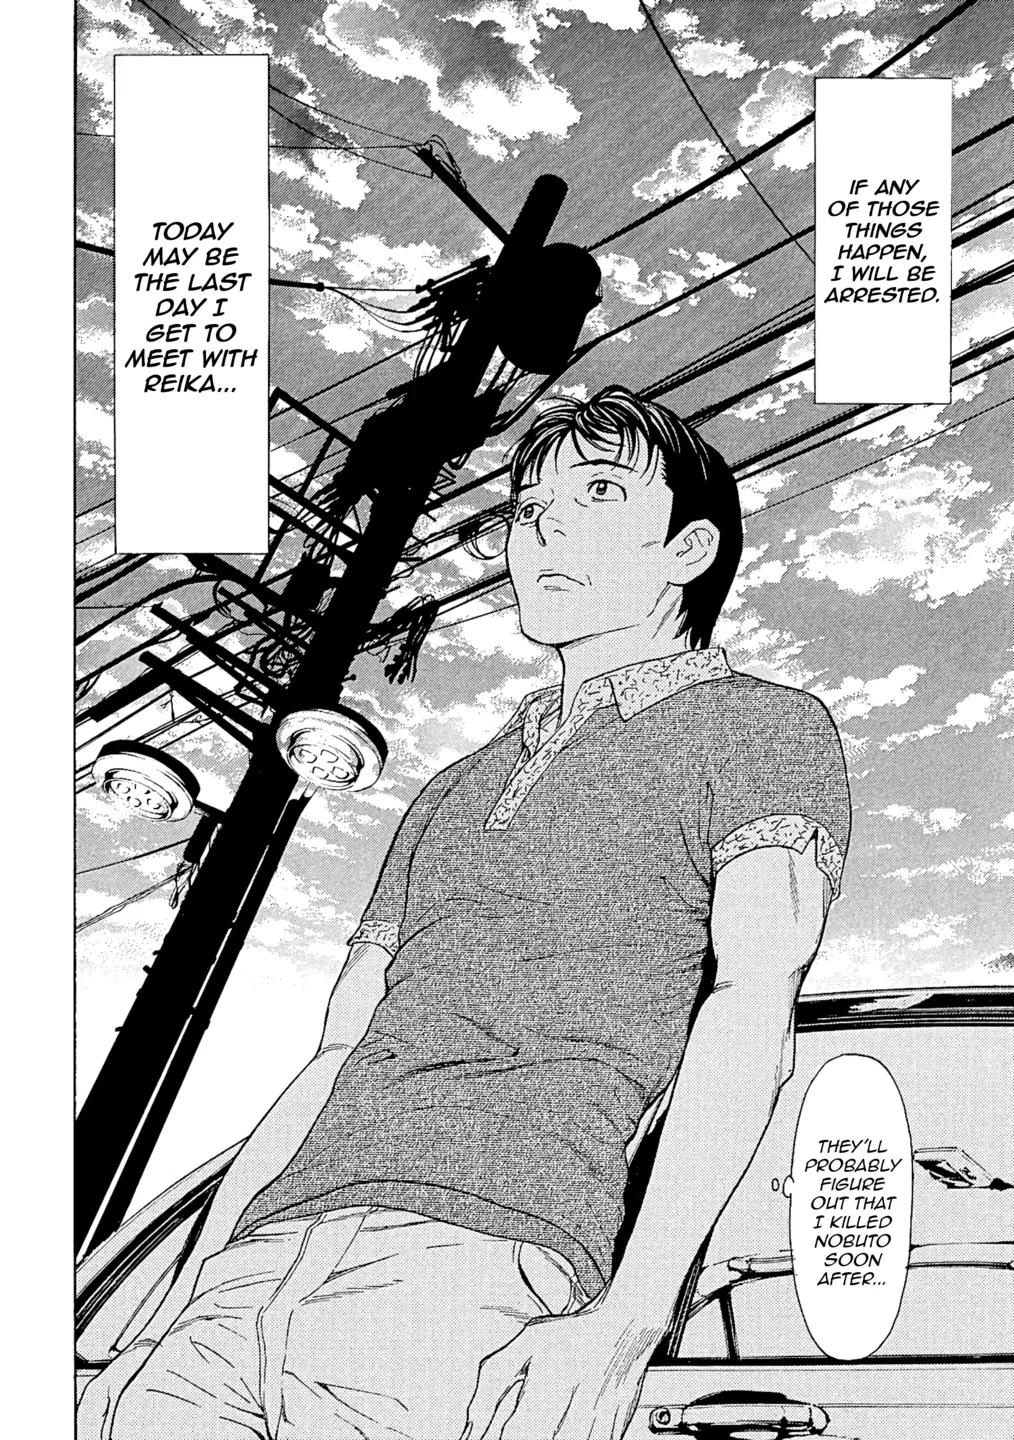 IF ANY
OF THOSE
THINGS
HAPPEN,
I WILL BE
ARRESTED.
TODAY
MAY BE
THE LAST
DAY I
GET TO
MEET WITH
REIKA...
THEY'LL
PROBABLY
FIGURE
OUT THAT
I KILLED
NOBUTO
SOON
AFTER...